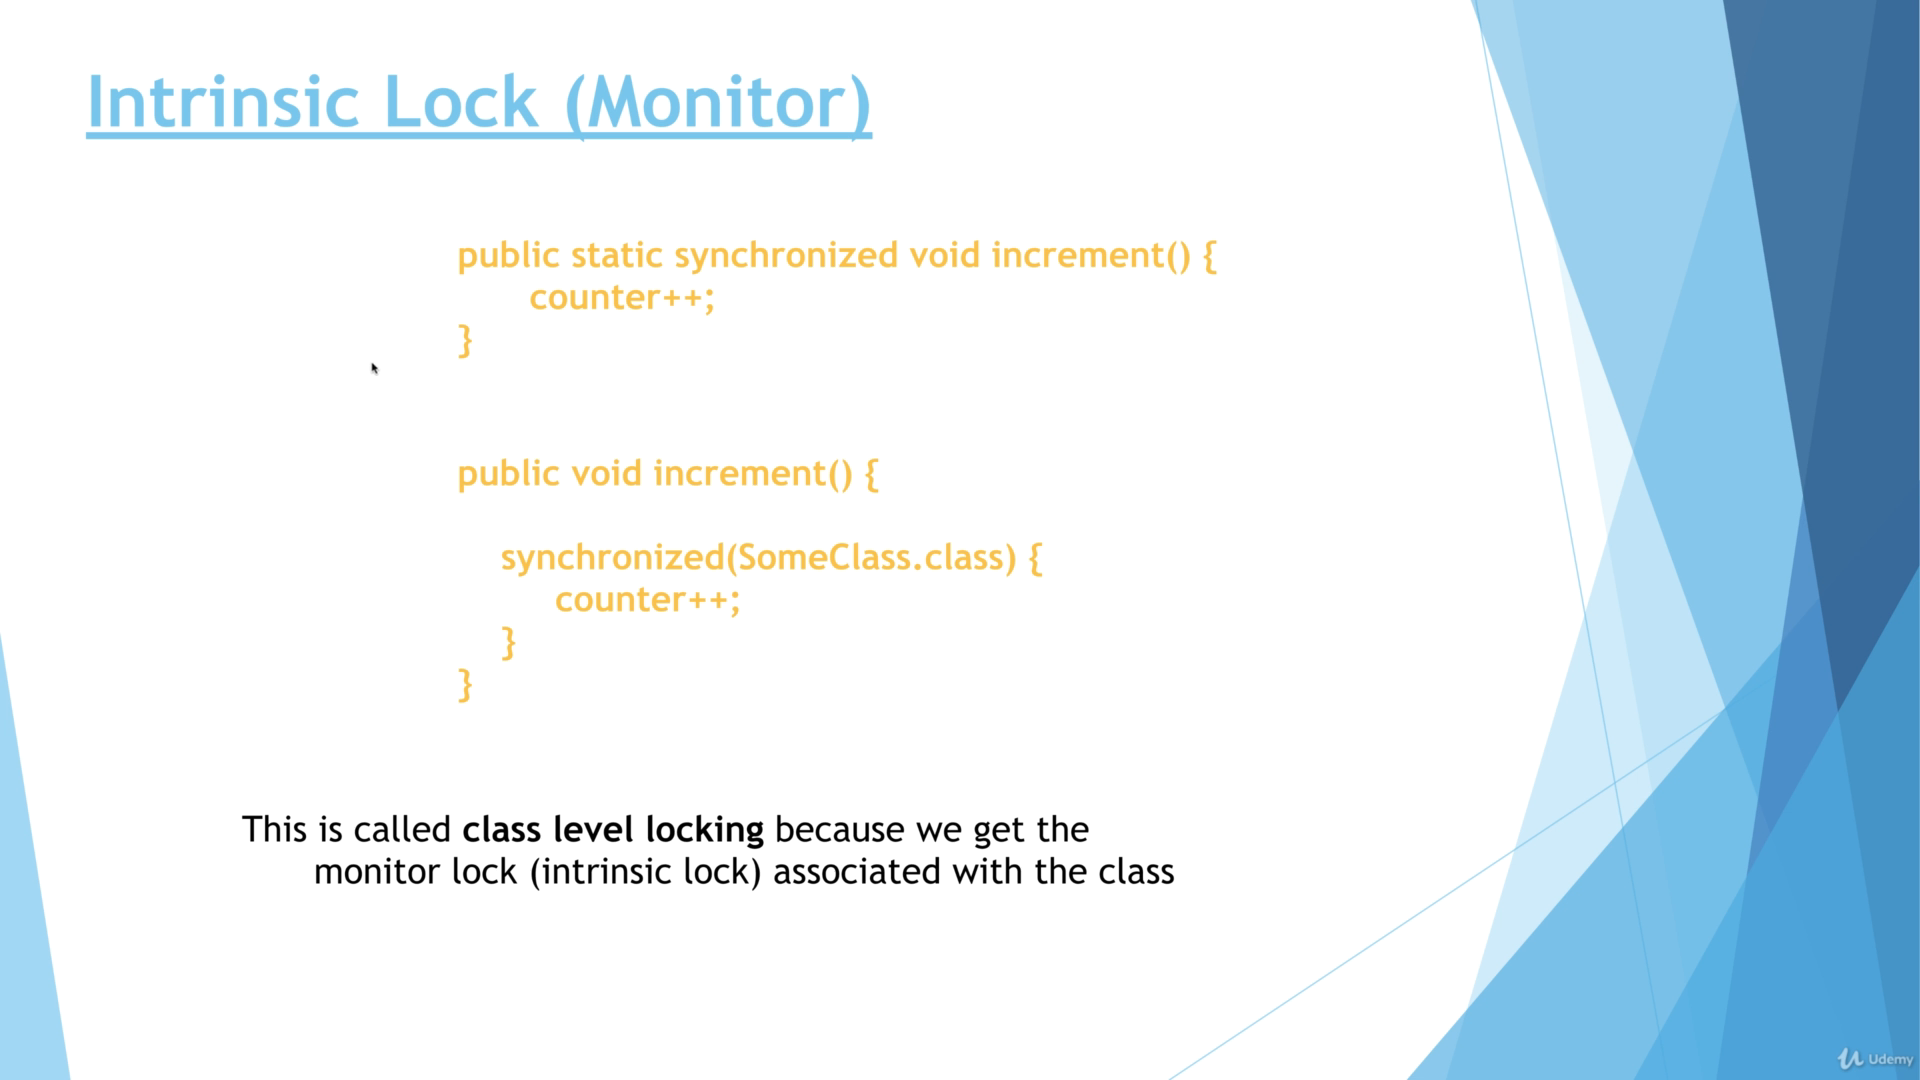 Intrinsic Lock (Monitor)
public static synchronized void increment() {
counter++;
}
public void increment() {
synchronized(SomeClass.class) {
counter++;
}
}
This is called class level locking because we get the
monitor lock (intrinsic lock) associated with the class
Udemy